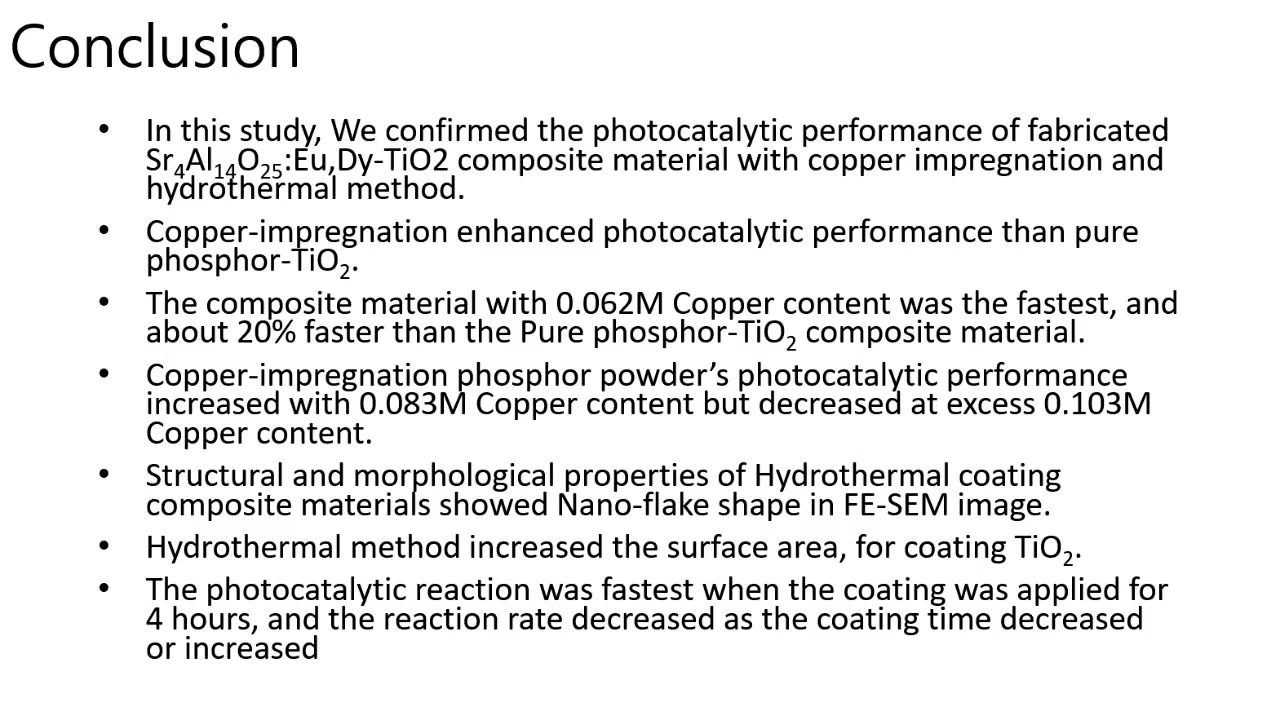 Conclusion
• In this study, We confirmed the photocatalytic performance of fabricated
Sr₄Al₁₄O₂₅:Eu,Dy-TiO2 composite material with copper impregnation and
hydrothermal method.
• Copper-impregnation enhanced photocatalytic performance than pure
phosphor-TiO₂.
• The composite material with 0.062M Copper content was the fastest, and
about 20% faster than the Pure phosphor-TiO₂ composite material.
• Copper-impregnation phosphor powder’s photocatalytic performance
increased with 0.083M Copper content but decreased at excess 0.103M
Copper content.
• Structural and morphological properties of Hydrothermal coating
composite materials showed Nano-flake shape in FE-SEM image.
• Hydrothermal method increased the surface area, for coating TiO₂.
• The photocatalytic reaction was fastest when the coating was applied for
4 hours, and the reaction rate decreased as the coating time decreased
or increased